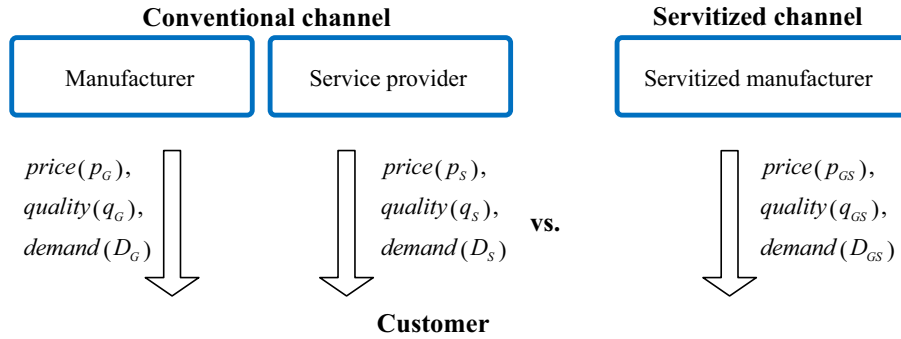 Conventional channel
Servitized channel
Manufacturer
Service provider
Servitized manufacturer
price(p_G),
quality(q_G),
demand(D_G)
price(p_S),
quality(q_S),
demand(D_S)
vs.
price(p_GS),
quality(q_GS),
demand(D_GS)
Customer